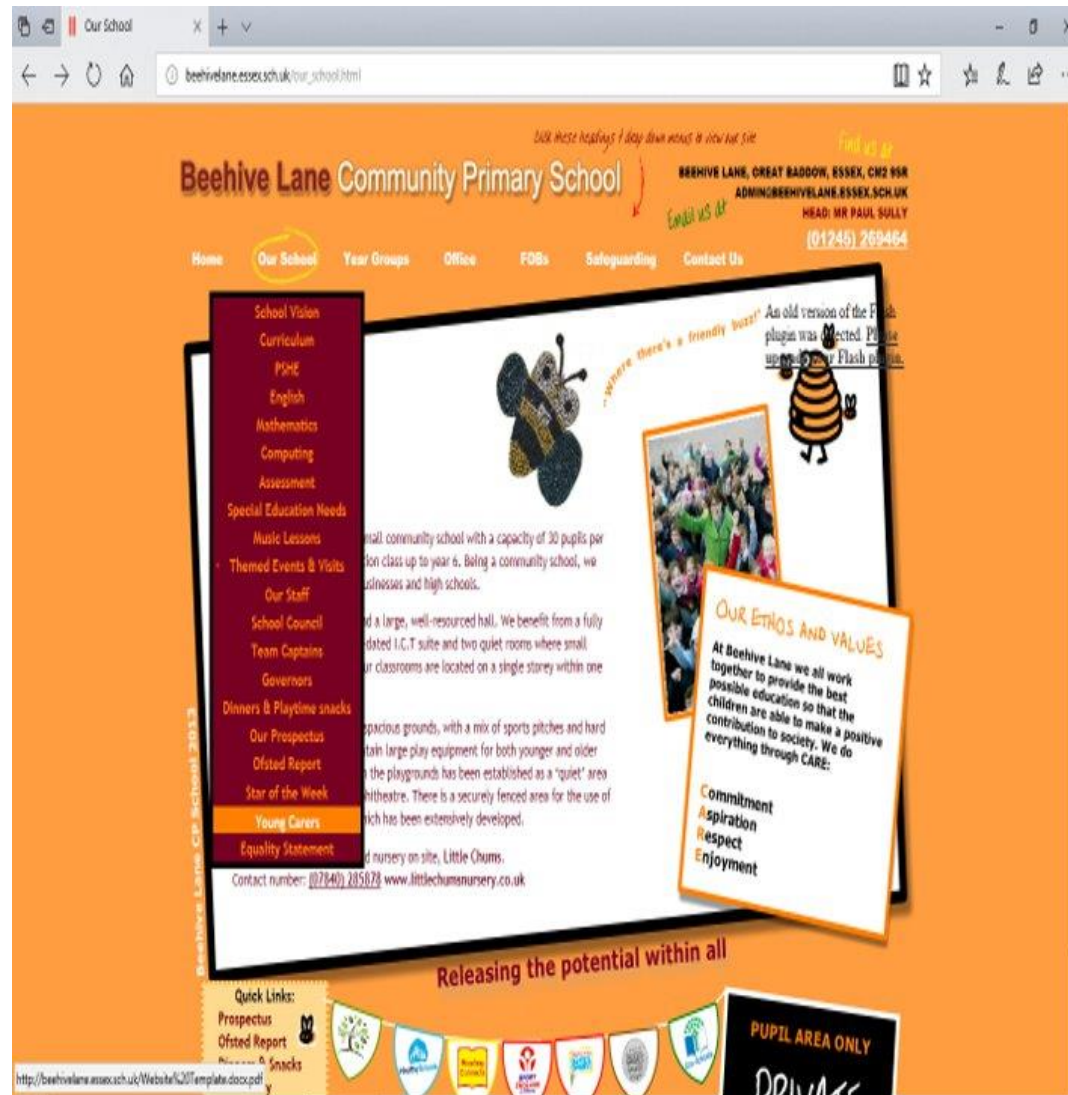 Our School
beehivelane.essex.sch.uk/our_school.html
Click these headings & drop down menus to view our site
Find us at
Beehive Lane Community Primary School
BEEHIVE LANE, GREAT BADDOW, ESSEX, CM2 9SR
ADMIN@BEEHIVELANE.ESSEX.SCH.UK
Email us at
HEAD: MR PAUL SULLY
(01245) 269464
Home Our School Year Groups Office FOBs Safeguarding Contact Us
School Vision
Curriculum
PSHE
English
Mathematics
Computing
Assessment
Special Education Needs
Music Lessons
Themed Events & Visits
Our Staff
School Council
Team Captains
Governors
Dinners & Playtime snacks
Our Prospectus
Ofsted Report
Star of the Week
Young Carers
Equality Statement
"Where there's a friendly buzz!"
An old version of the Flash
plugin was detected. Please
your Flash plugin.
small community school with a capacity of 30 pupils per
tion class up to year 6. Being a community school, we
usinesses and high schools.
d a large, well-resourced hall. We benefit from a fully
dated I.C.T suite and two quiet rooms where small
ur classrooms are located on a single storey within one
spacious grounds, with a mix of sports pitches and hard
tain large play equipment for both younger and older
the playgrounds has been established as a "quiet" area
hitheatre. There is a securely fenced area for the use of
hich has been extensively developed.
d nursery on site, Little Chums.
Contact number: (07840) 285878 www.littlechumsnursery.co.uk
OUR ETHOS AND VALUES
At Beehive Lane we all work
together to provide the best
possible education so that the
children are able to make a positive
contribution to society. We do
everything through CARE:
Commitment
Aspiration
Respect
Enjoyment
Beehive Lane CP School 2013
Releasing the potential within all
Quick Links:
Prospectus
Ofsted Report
Snacks
PUPIL AREA ONLY
PRIVATE
http://beehivelane.essex.sch.uk/Website%20Template.docx.pdf